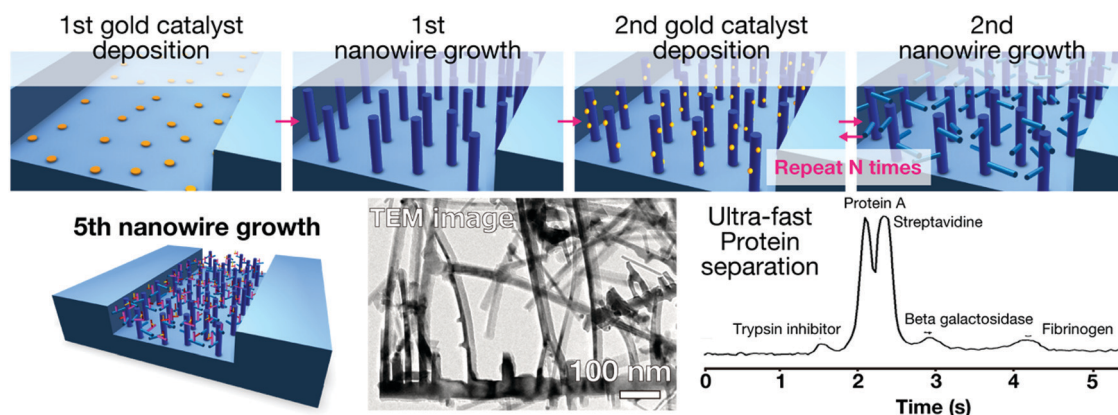 1st gold catalyst
deposition
1st
nanowire growth
2nd gold catalyst
deposition
2nd
nanowire growth
Repeat N times
5th nanowire growth
TEM image
100 nm
Ultra-fast
Protein
separation
Protein A
Streptavidine
Trypsin inhibitor
Beta galactosidase
Fibrinogen
0 1 2 3 4 5
Time (s)